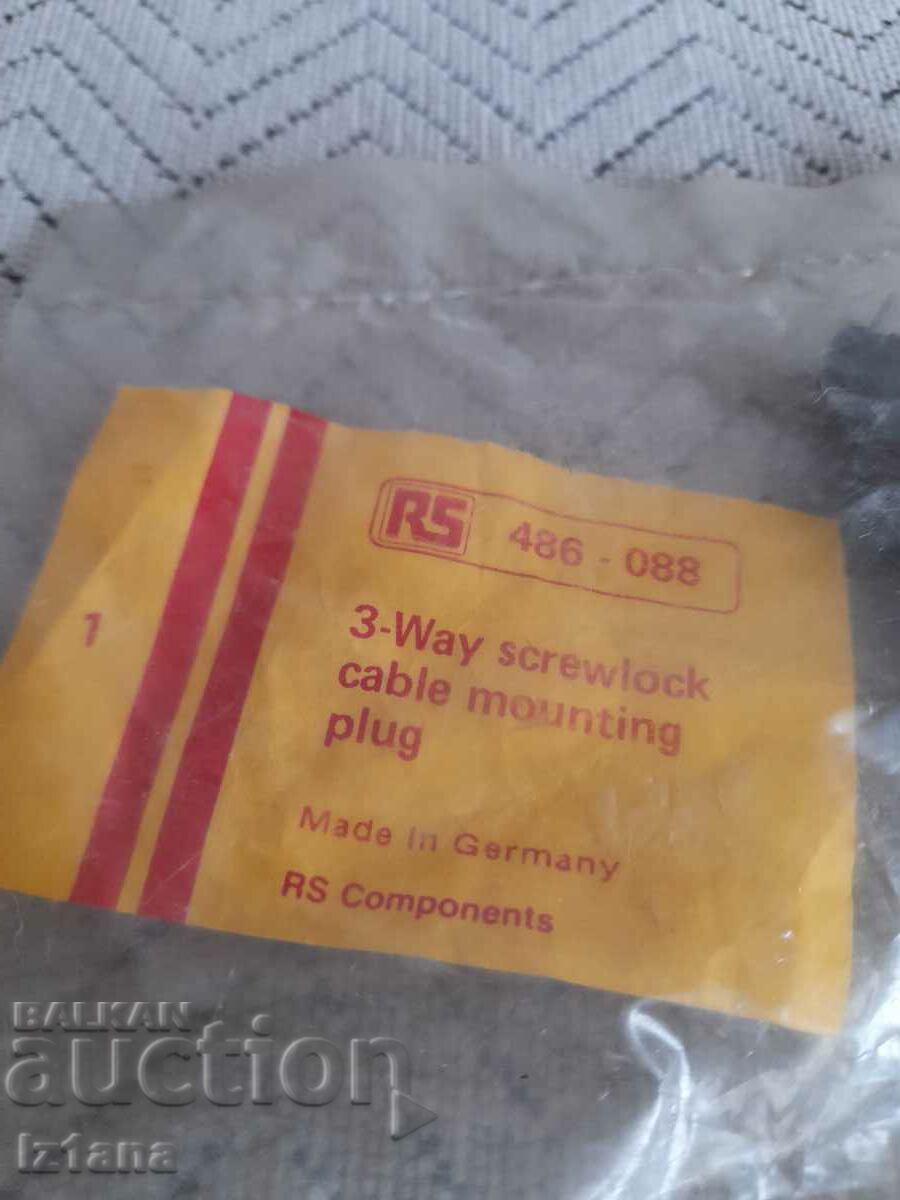 RS 486-088
1
3-Way screwlock
cable mounting
plug
Made in Germany
RS Components
BALKAN
auction
Iz1ana